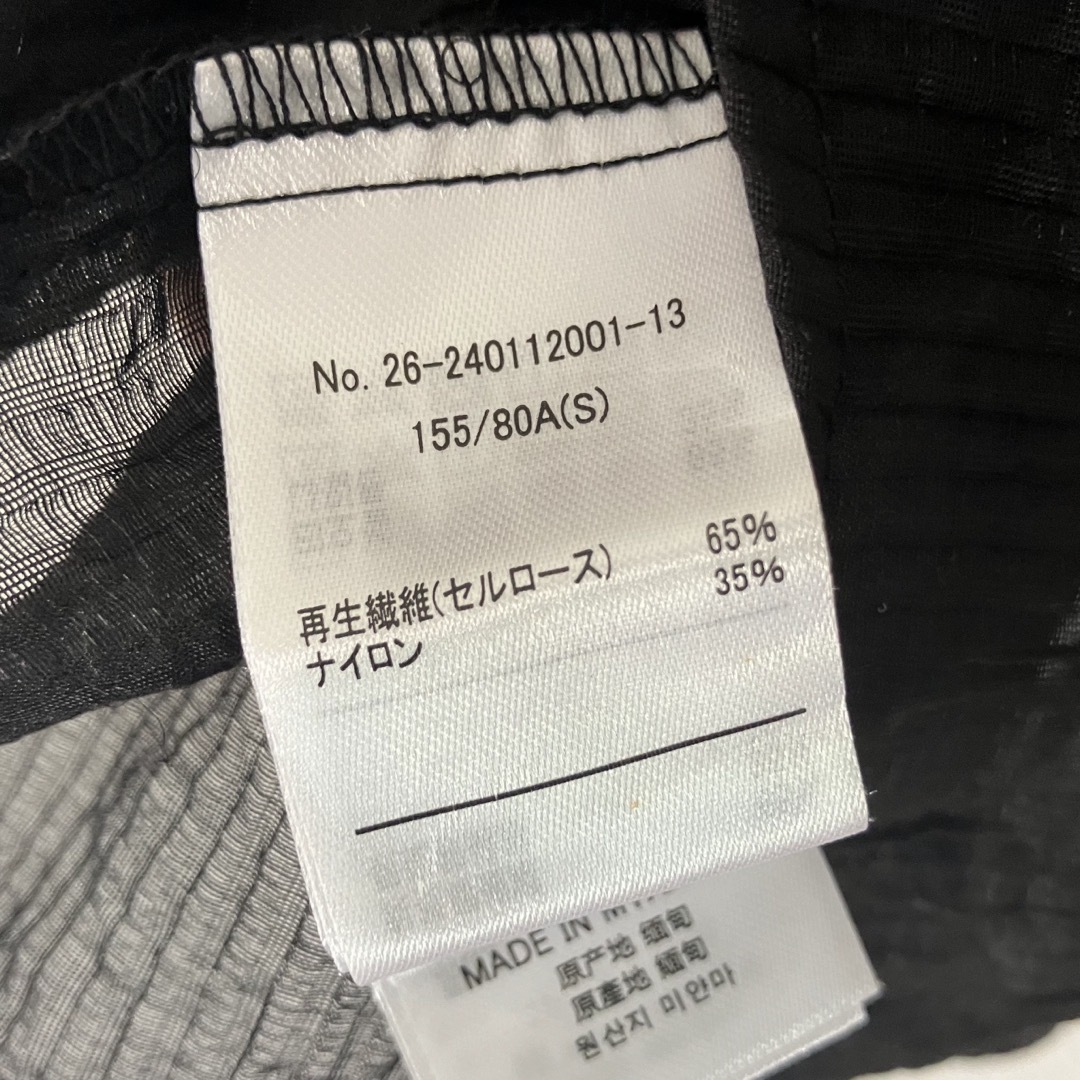 No. 26-240112001-13
155/80A(S)
再生繊維(セルロース) 65%
ナイロン 35%
MADE IN
原产地 缅甸
原産地 緬甸
원산지 미얀마